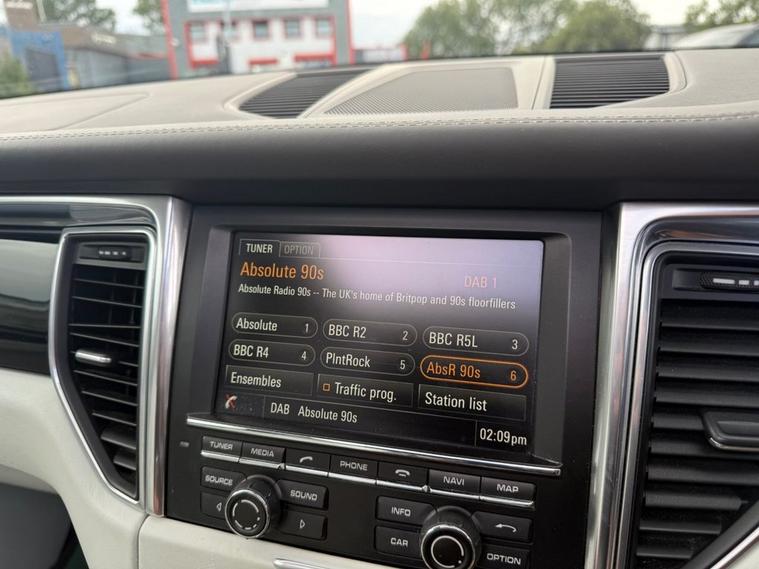 TUNER OPTION
Absolute 90s DAB 1
Absolute Radio 90s -- The UK's home of Britpop and 90s floorfillers
Absolute 1 BBC R2 2 BBC R5L 3
BBC R4 4 PlntRock 5 AbsR 90s 6
Ensembles Traffic prog. Station list
DAB Absolute 90s 02:09pm
TUNER MEDIA PHONE NAVI MAP
SOURCE SOUND INFO
CAR OPTION